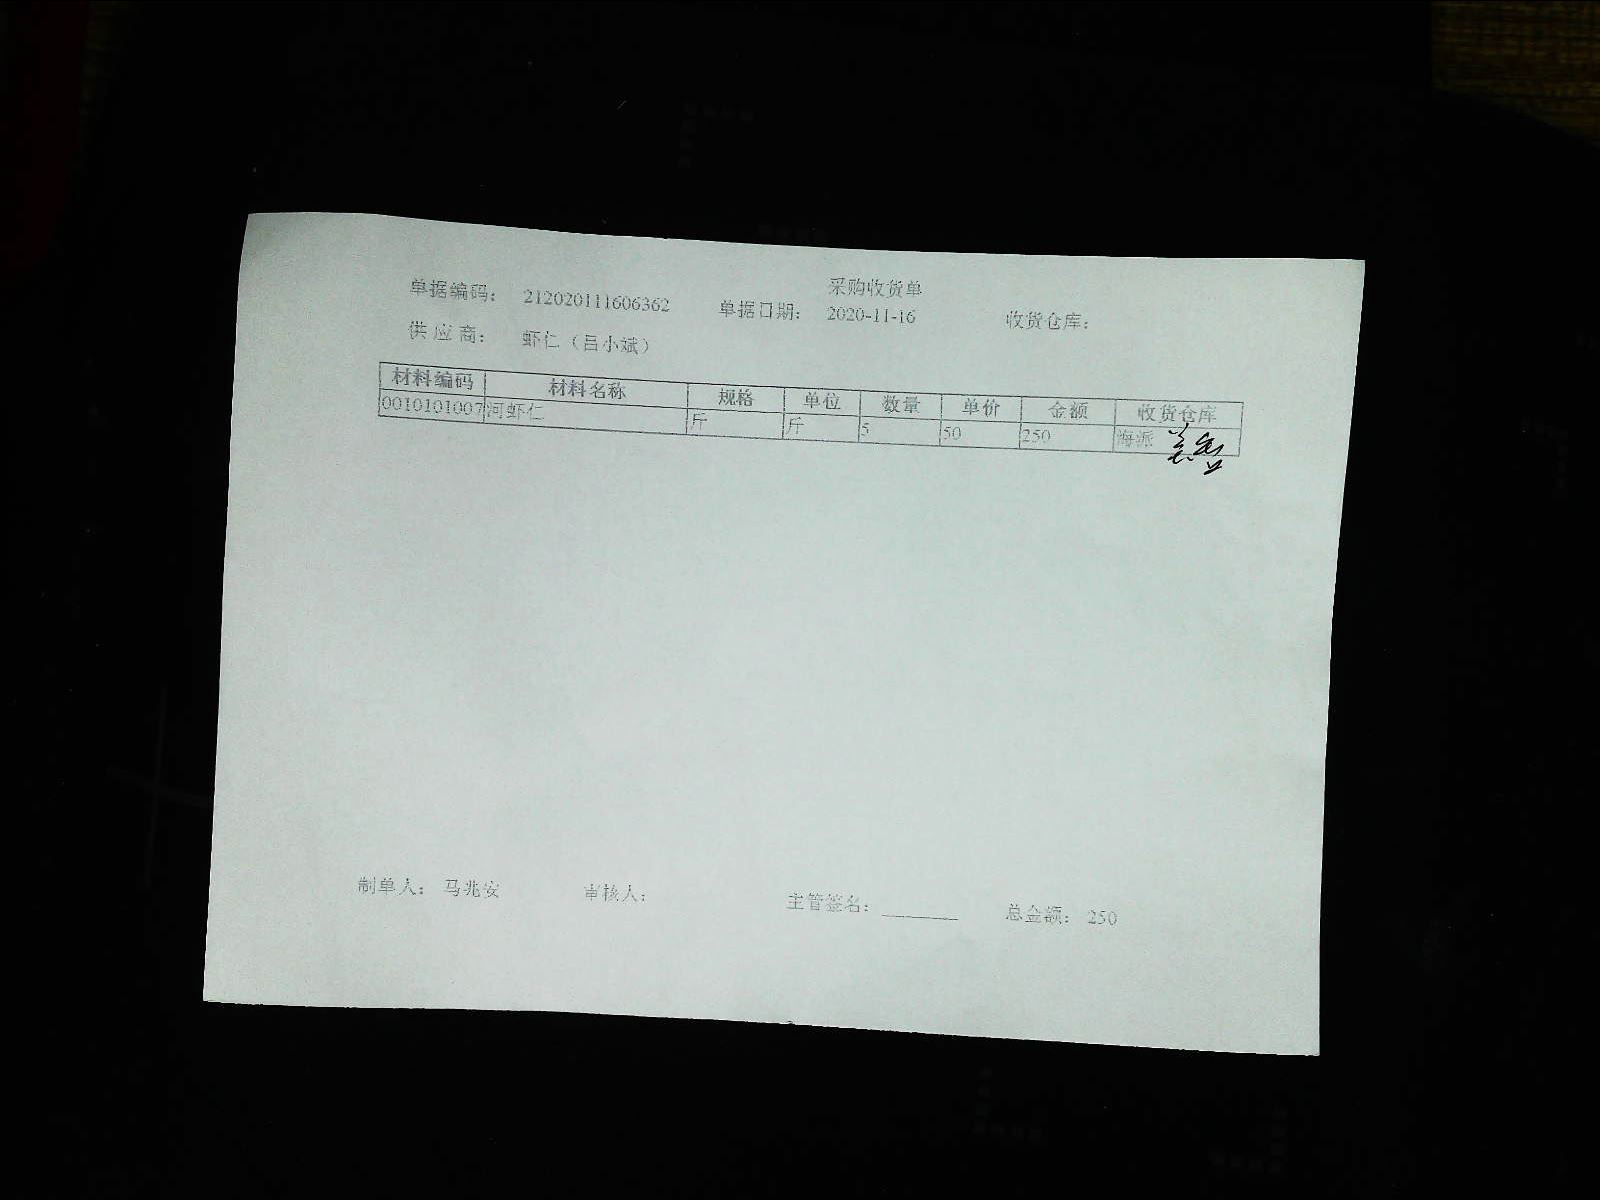 采购收货单
单据编码： 212020111606362 单据日期： 2020-11-16 收货仓库：
供 应 商： 虾仁（吕小斌）
材料编码 材料名称 规格 单位 数量 单价 金额 收货仓库
0010101007 河虾仁 斤 斤 5 50 250 海派
制单人： 马兆安 审核人： 主管签名： ________ 总金额： 250